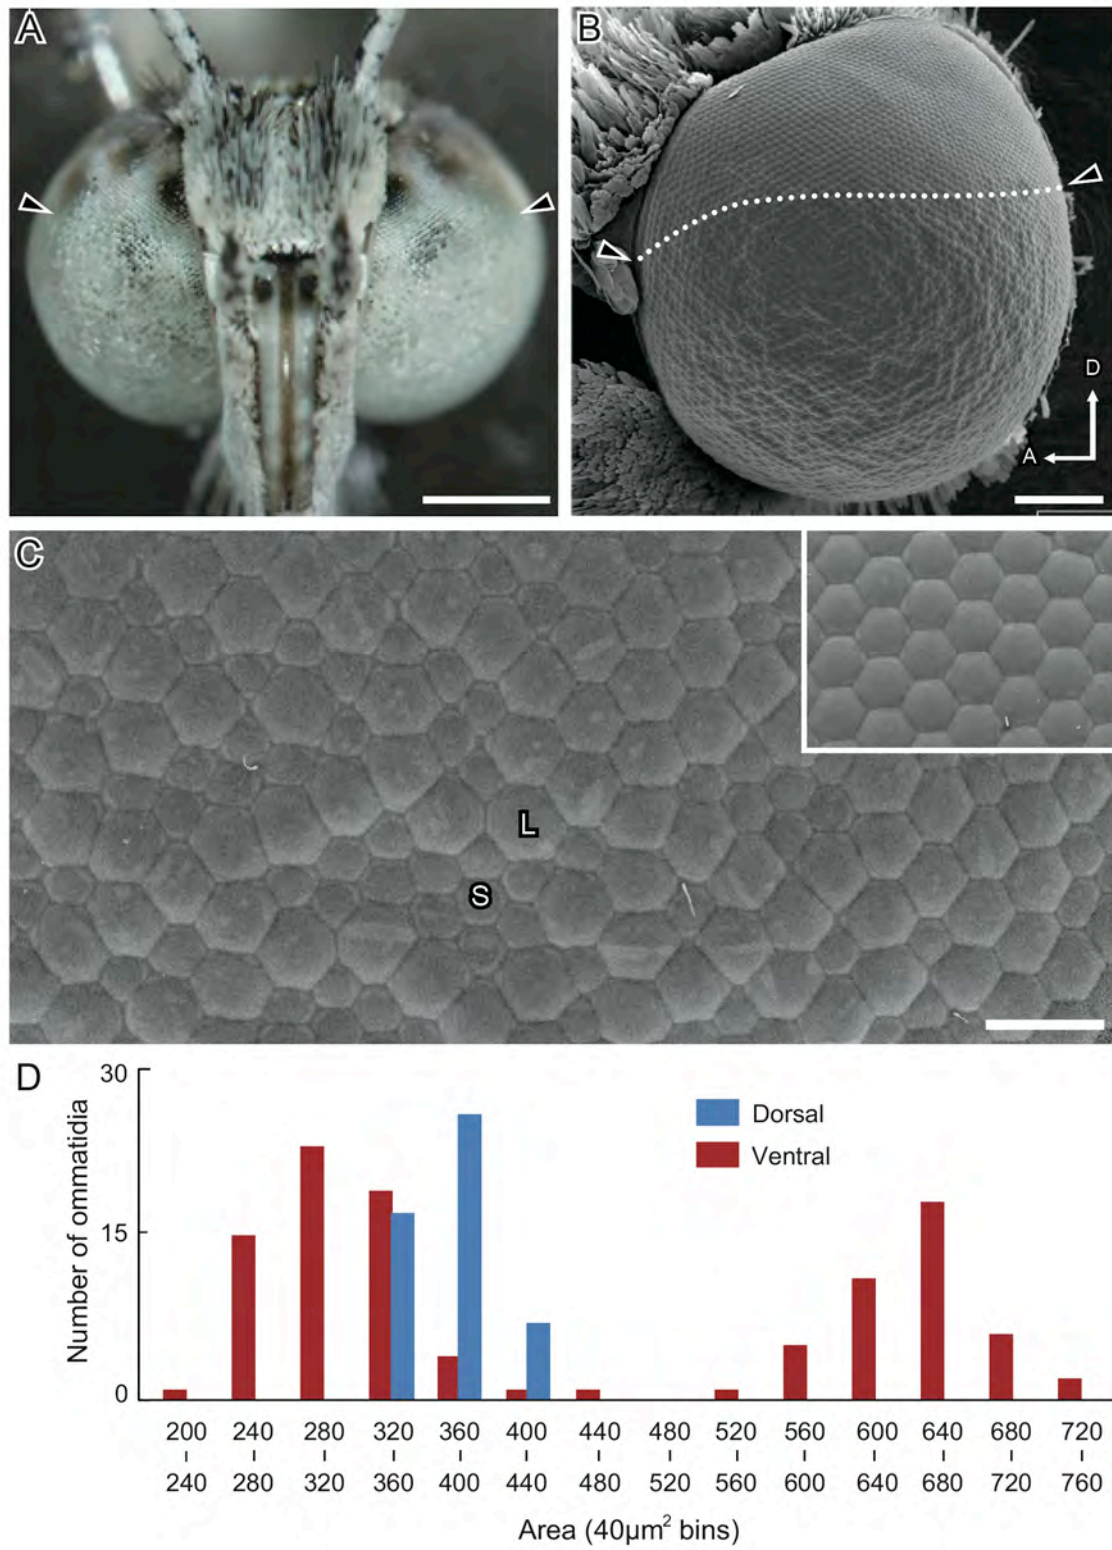 A
B
D
A
C
L
S
D
30
15
0
Number of ommatidia
Dorsal
Ventral
200 240 280 320 360 400 440 480 520 560 600 640 680 720
240 280 320 360 400 440 480 520 560 600 640 680 720 760
Area (40µm² bins)